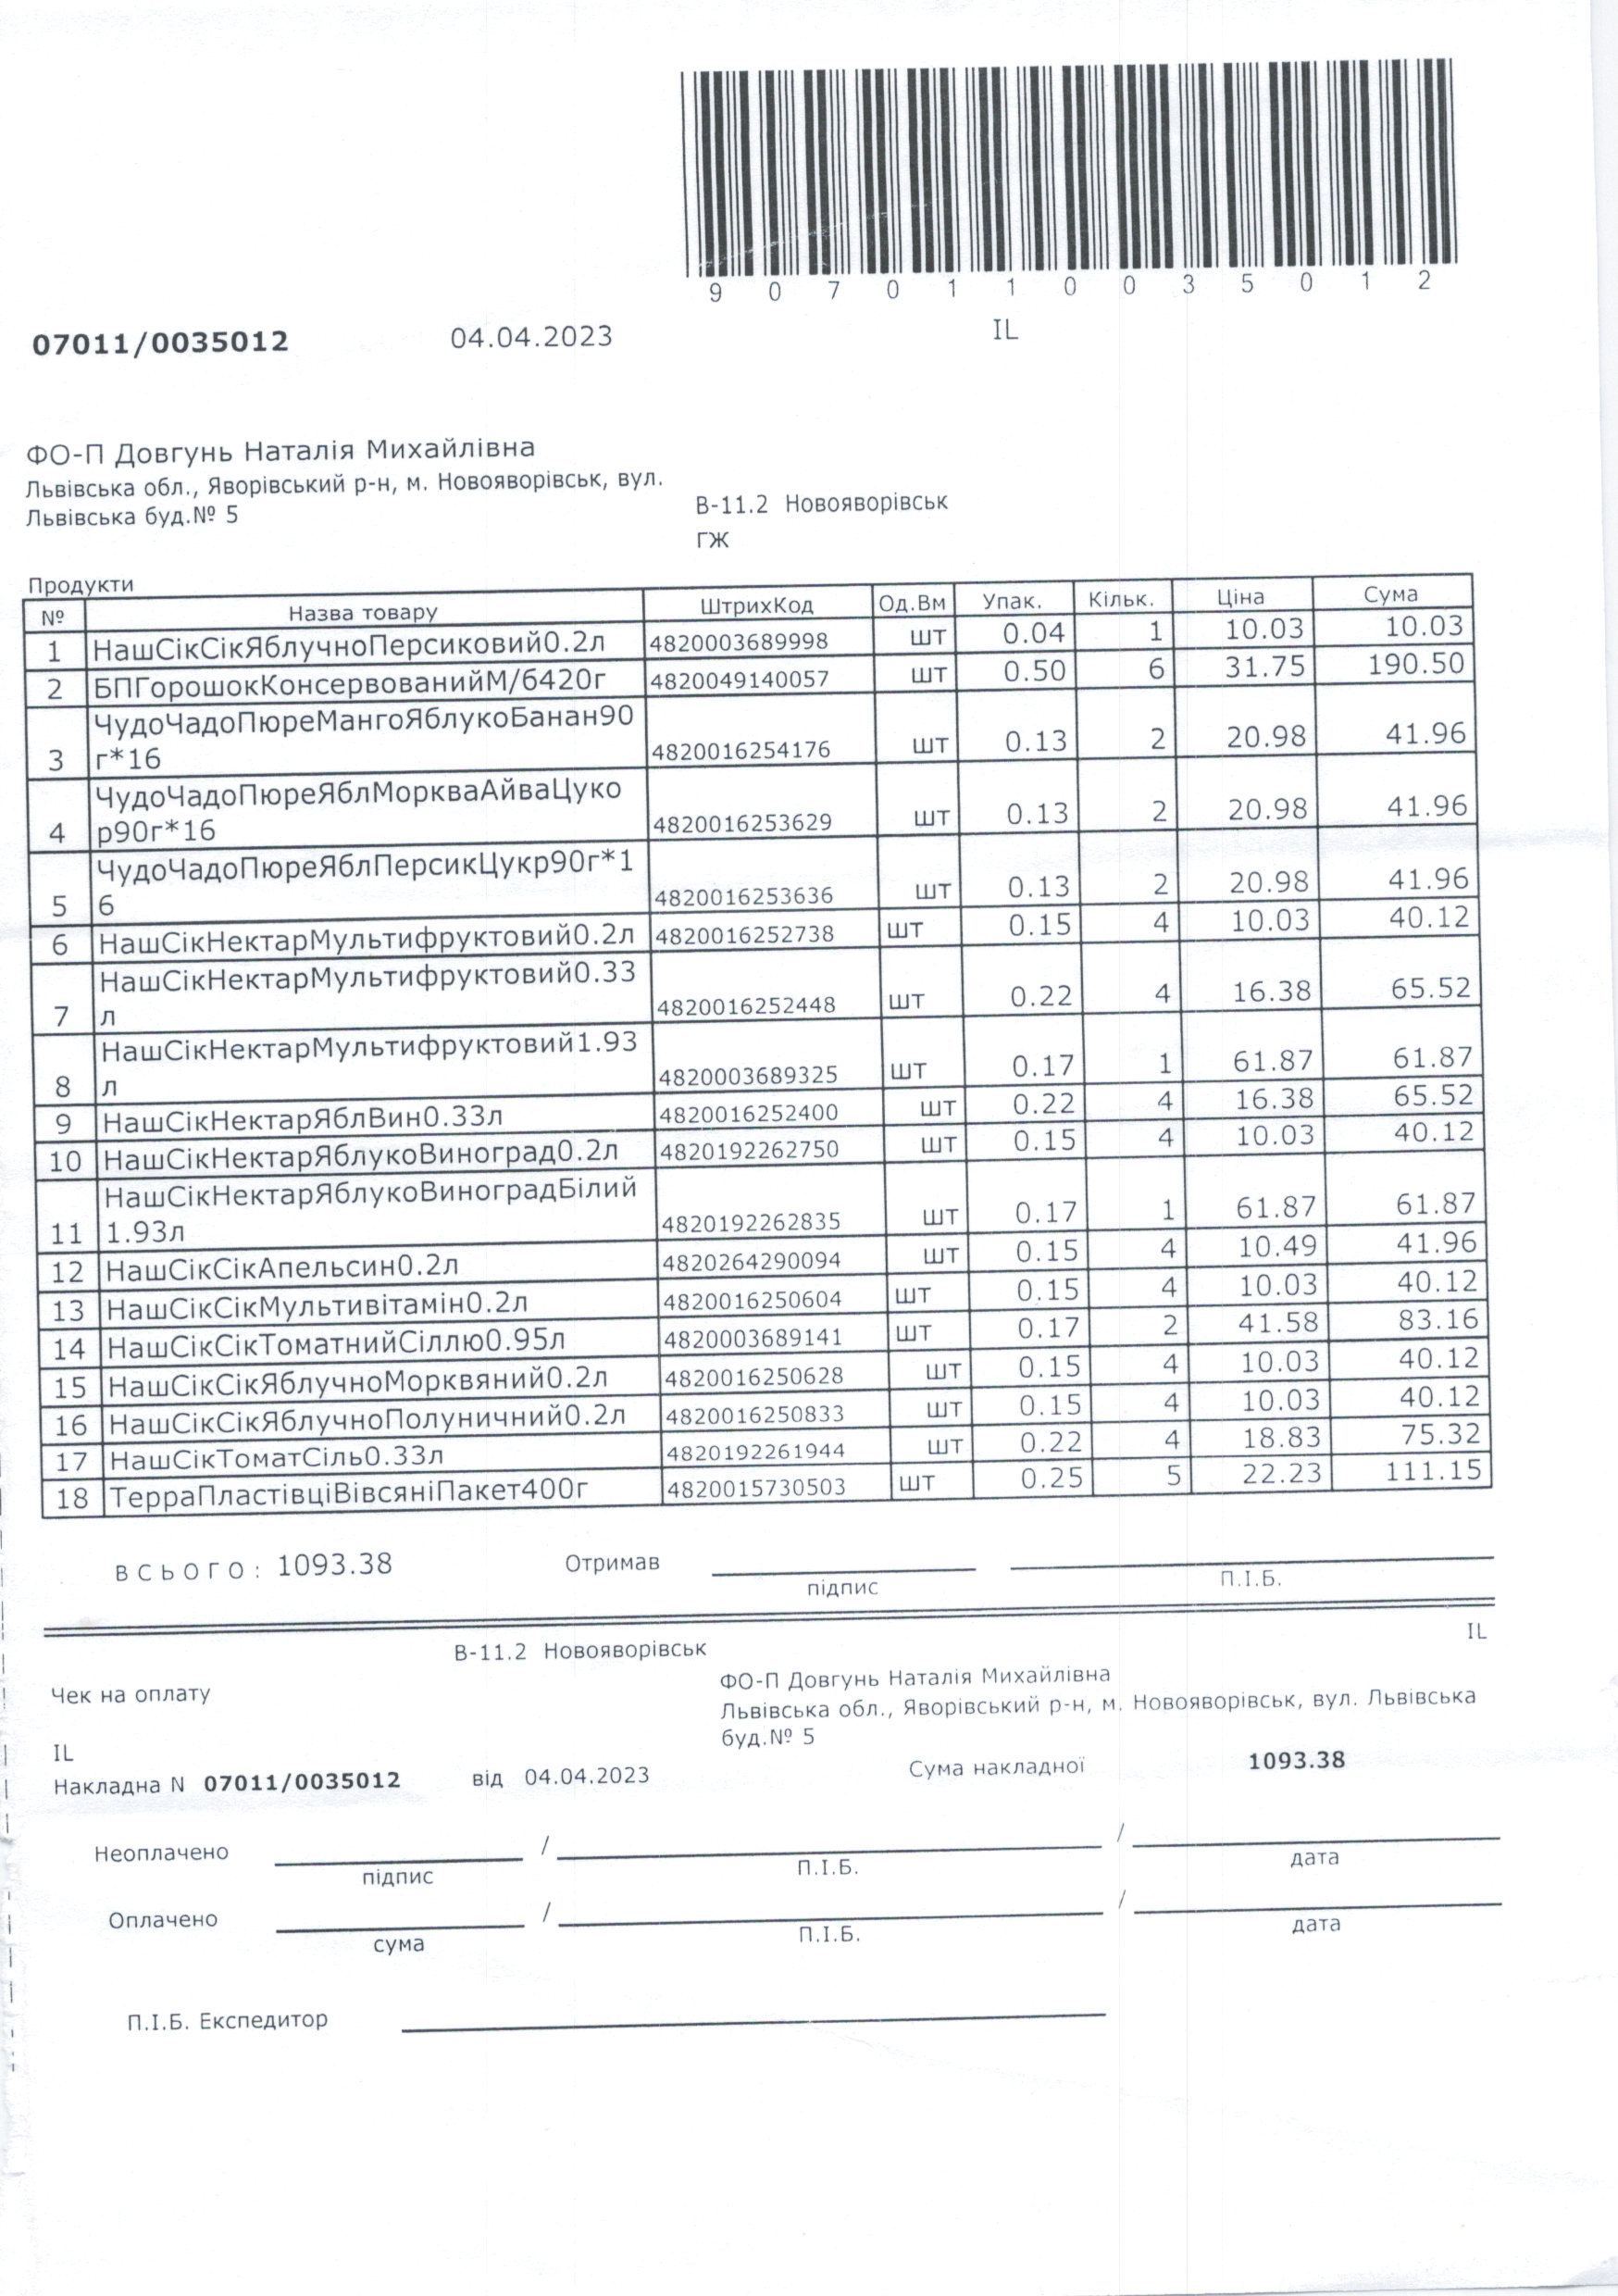 9 0 7 0 1 1 0 0 3 5 0 1 2
07011/0035012 04.04.2023 IL
ФО-П Довгунь Наталія Михайлівна
Львівська обл., Яворівський р-н, м. Новояворівськ, вул.
Львівська буд.№ 5
В-11.2 Новояворівськ
ГЖ
Продукти
№ Назва товару ШтрихКод Од.Вм Упак. Кільк. Ціна Сума
1 НашСікСікЯблучноПерсиковий0.2л 4820003689998 шт 0.04 1 10.03 10.03
2 БПГорошокКонсервованийМ/б420г 4820049140057 шт 0.50 6 31.75 190.50
ЧудоЧадоПюреМангоЯблукоБанан90
3 г*16 4820016254176 шт 0.13 2 20.98 41.96
ЧудоЧадоПюреЯблМоркваАйваЦуко
4 р90г*16 4820016253629 шт 0.13 2 20.98 41.96
ЧудоЧадоПюреЯблПерсикЦукр90г*1
5 6 4820016253636 шт 0.13 2 20.98 41.96
6 НашСікНектарМультифруктовий0.2л 4820016252738 шт 0.15 4 10.03 40.12
НашСікНектарМультифруктовий0.33
7 л 4820016252448 шт 0.22 4 16.38 65.52
НашСікНектарМультифруктовий1.93
8 л 4820003689325 шт 0.17 1 61.87 61.87
9 НашСікНектарЯблВин0.33л 4820016252400 шт 0.22 4 16.38 65.52
10 НашСікНектарЯблукоВиноград0.2л 4820192262750 шт 0.15 4 10.03 40.12
НашСікНектарЯблукоВиноградБілий
11 1.93л 4820192262835 шт 0.17 1 61.87 61.87
12 НашСікСікАпельсин0.2л 4820264290094 шт 0.15 4 10.49 41.96
13 НашСікСікМультивітамін0.2л 4820016250604 шт 0.15 4 10.03 40.12
14 НашСікСікТоматнийСіллю0.95л 4820003689141 шт 0.17 2 41.58 83.16
15 НашСікСікЯблучноМорквяний0.2л 4820016250628 шт 0.15 4 10.03 40.12
16 НашСікСікЯблучноПолуничний0.2л 4820016250833 шт 0.15 4 10.03 40.12
17 НашСікТоматСіль0.33л 4820192261944 шт 0.22 4 18.83 75.32
18 ТерраПластівціВівсяніПакет400г 4820015730503 шт 0.25 5 22.23 111.15
ВСЬОГО: 1093.38 Отримав
підпис П.І.Б.
В-11.2 Новояворівськ IL
Чек на оплату
ФО-П Довгунь Наталія Михайлівна
Львівська обл., Яворівський р-н, м. Новояворівськ, вул. Львівська
буд.№ 5
IL
Накладна N 07011/0035012 від 04.04.2023 Сума накладної 1093.38
Неоплачено / /
підпис П.І.Б. дата
Оплачено / /
сума П.І.Б. дата
П.І.Б. Експедитор